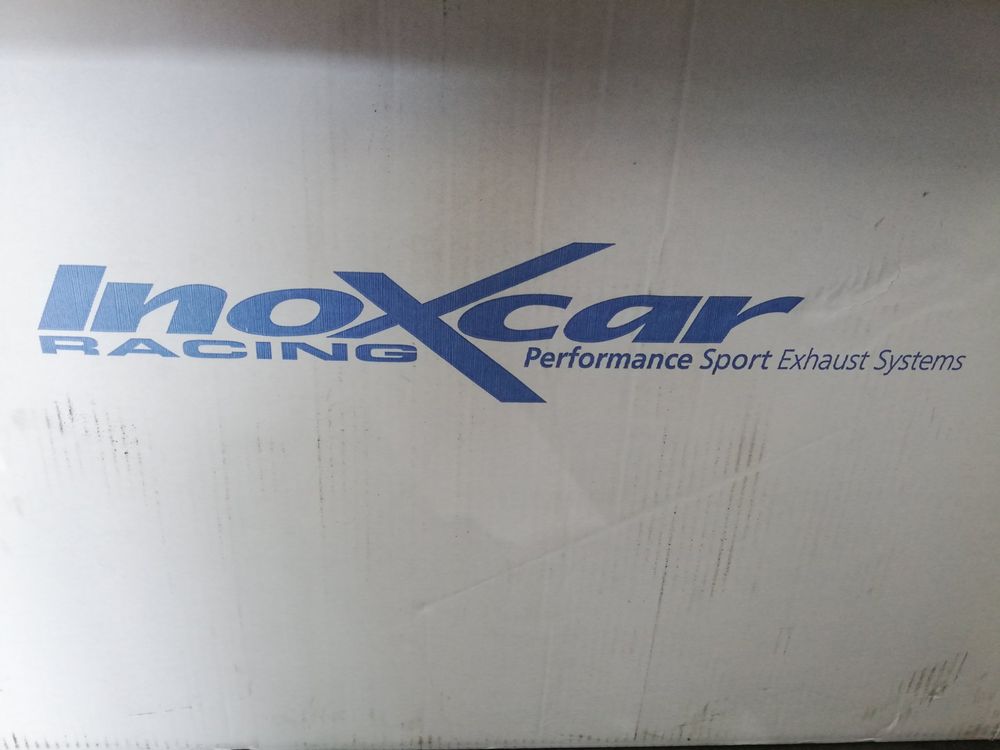 InoXcar
RACING
Performance Sport Exhaust Systems